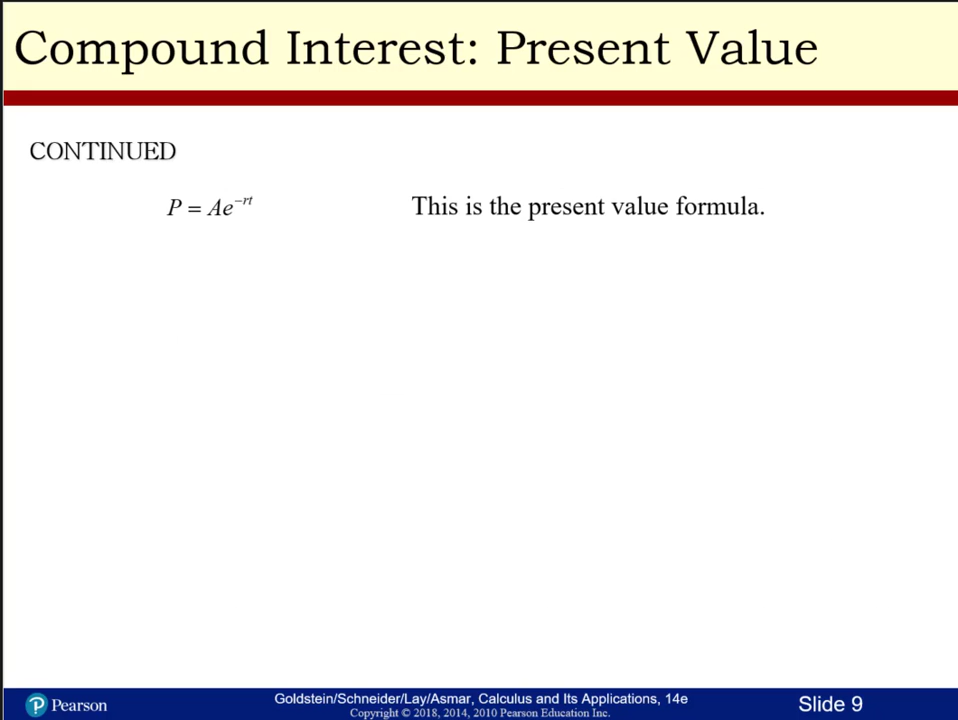 Compound Interest: Present Value
CONTINUED
P = Ae^{-rt} This is the present value formula.
Pearson
Goldstein/Schneider/Lay/Asmar, Calculus and Its Applications, 14e
Copyright © 2018, 2014, 2010 Pearson Education Inc.
Slide 9